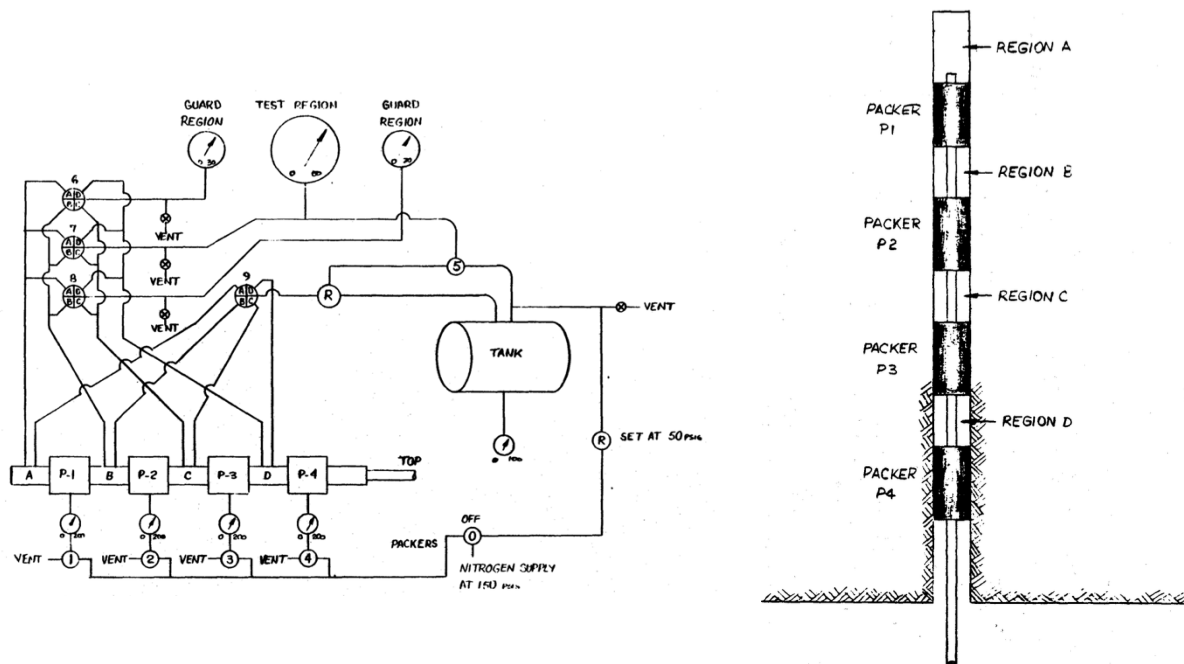 GUARD
REGION
0 30
TEST REGION
0 60
GUARD
REGION
0 30
6
A D
B C
VENT
7
A D
B C
VENT
8
A D
B C
VENT
9
A D
B C
R
5
VENT
TANK
0 100
R SET AT 50 PSIG
A P-1 B P-2 C P-3 D P-4
TOP
0 200
0 200
0 200
0 200
VENT 1
VENT 2
VENT 3
VENT 4
OFF
PACKERS
O
NITROGEN SUPPLY
AT 150 PSIG
REGION A
PACKER
P1
REGION B
PACKER
P2
REGION C
PACKER
P3
REGION D
PACKER
P4